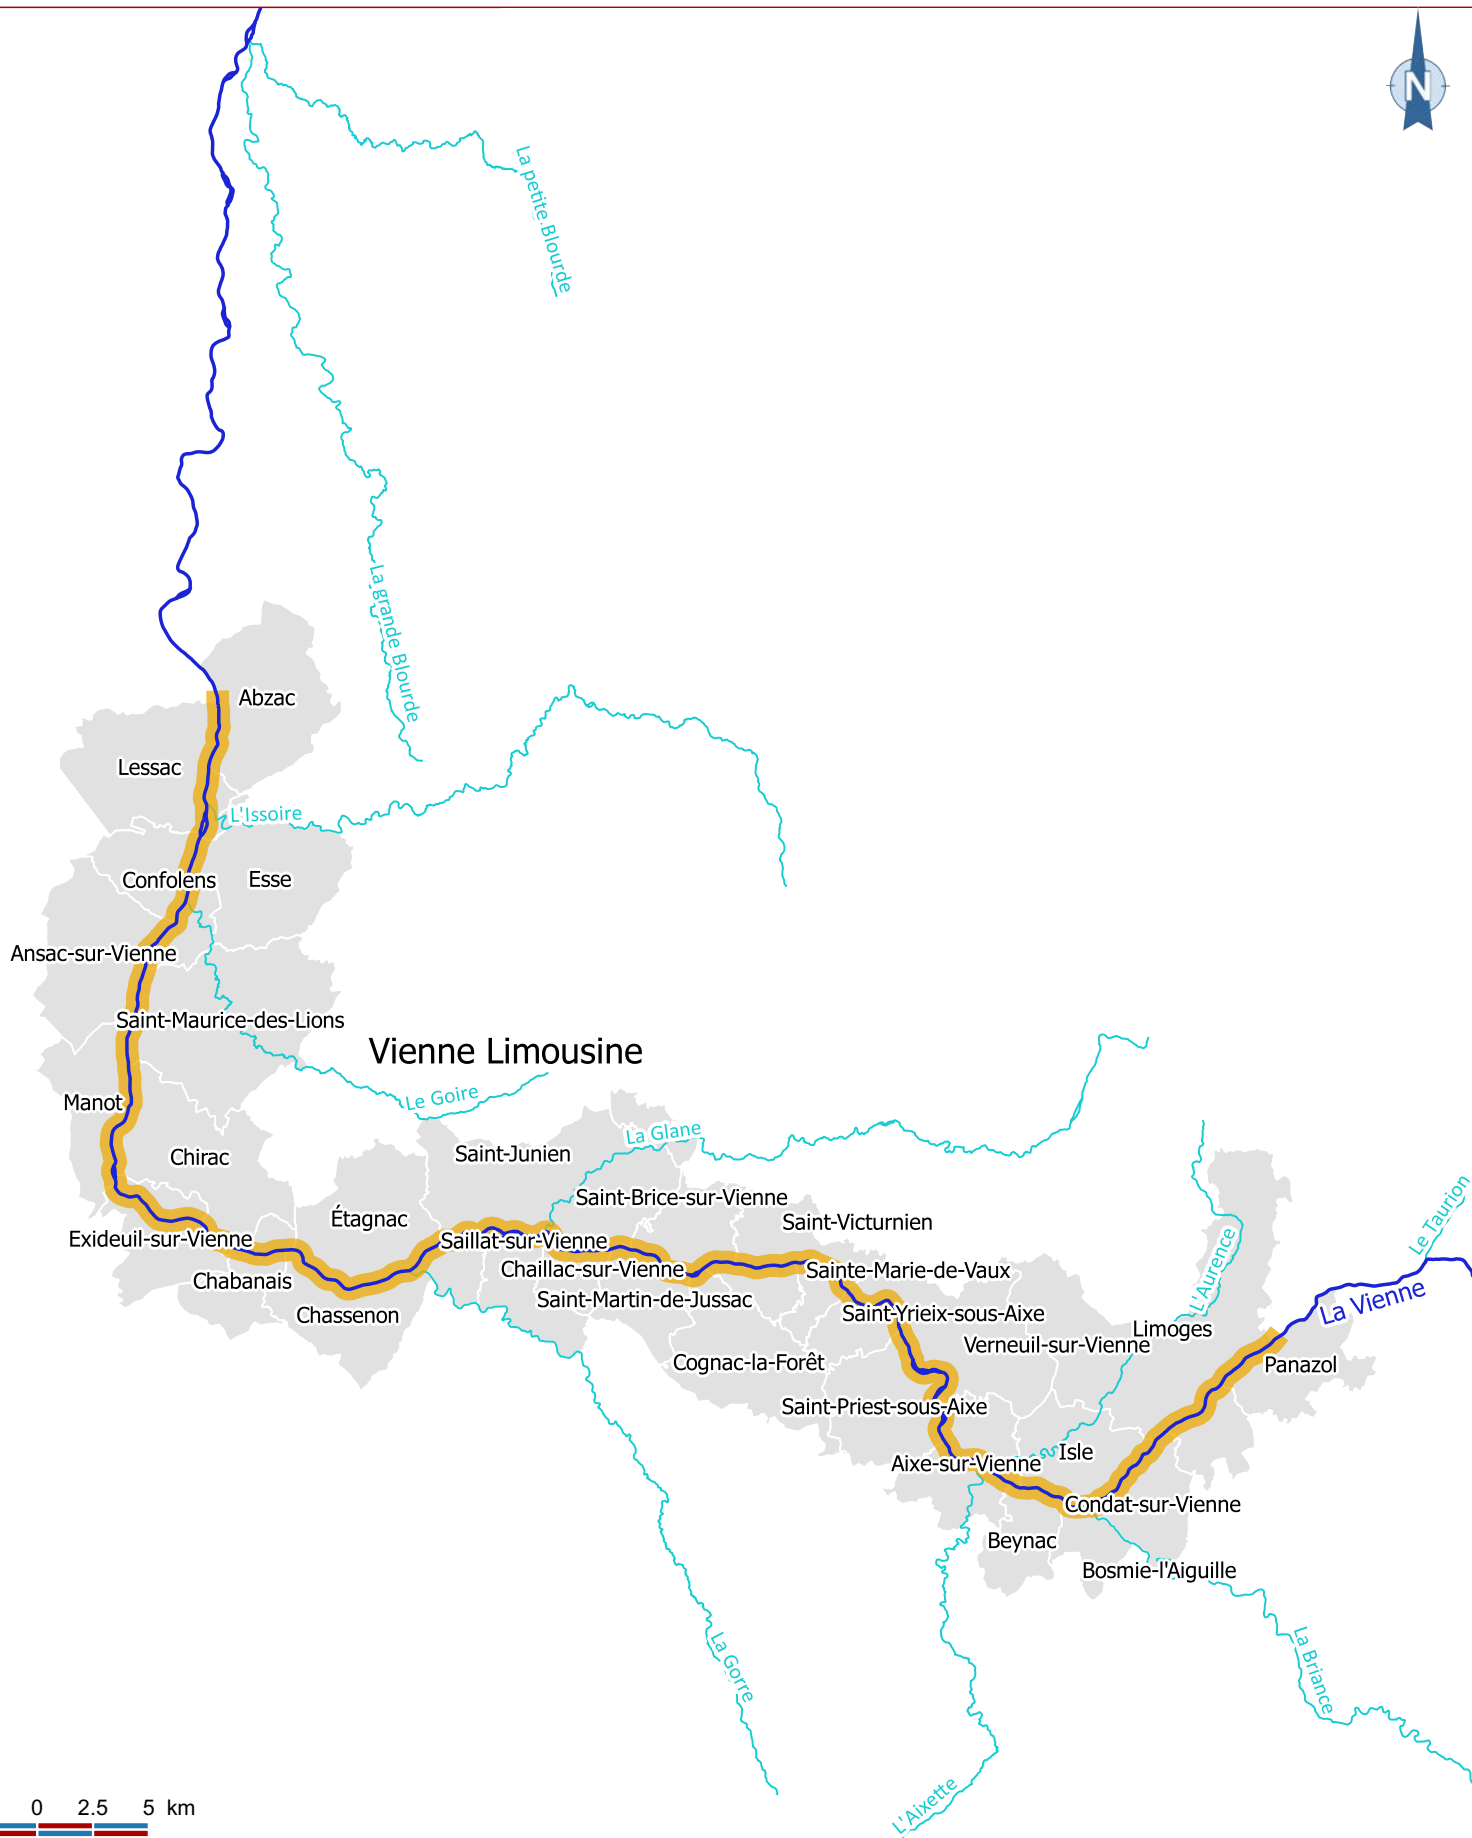 N
La petite Blourde
La grande Blourde
Abzac
Lessac
L'Issoire
Confolens
Esse
Ansac-sur-Vienne
Saint-Maurice-des-Lions
Vienne Limousine
Manot
Le Goire
La Glane
Chirac
Saint-Junien
Saint-Brice-sur-Vienne
Étagnac
Saint-Victurnien
Le Taurion
Exideuil-sur-Vienne
Saillat-sur-Vienne
L'Aurence
Chabanais
Chaillac-sur-Vienne
Sainte-Marie-de-Vaux
Chassenon
Saint-Martin-de-Jussac
Saint-Yrieix-sous-Aixe
La Vienne
Limoges
Verneuil-sur-Vienne
Cognac-la-Forêt
Panazol
Saint-Priest-sous-Aixe
Isle
Aixe-sur-Vienne
Condat-sur-Vienne
Beynac
Bosmie-l'Aiguille
La Gorre
La Briance
L'Aixette
0 2.5 5 km